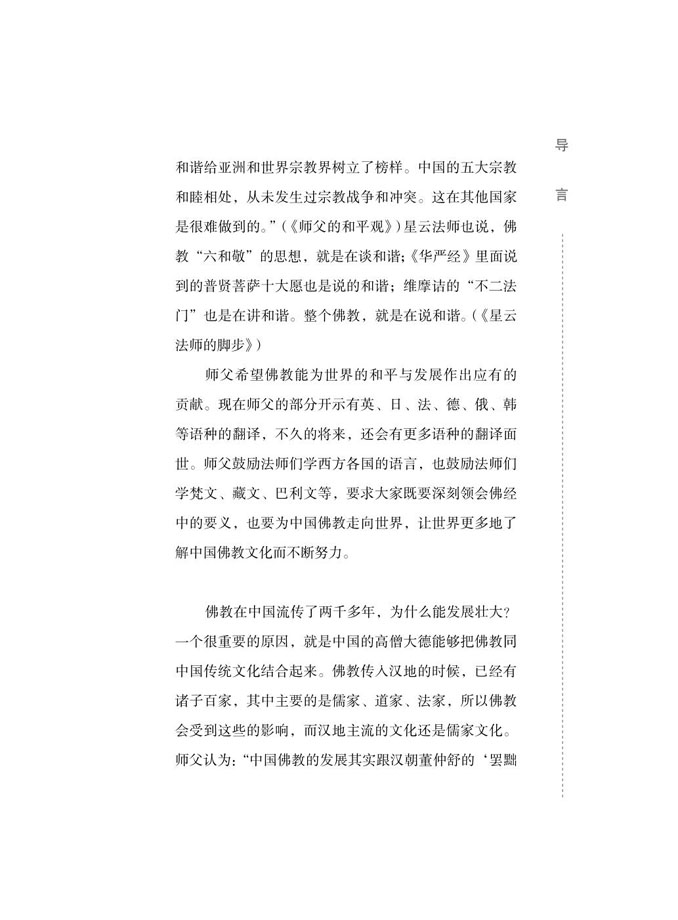 导言
和谐给亚洲和世界宗教界树立了榜样。中国的五大宗教
和睦相处，从未发生过宗教战争和冲突。这在其他国家
是很难做到的。”（《师父的和平观》）星云法师也说，佛
教“六和敬”的思想，就是在谈和谐；《华严经》里面说
到的普贤菩萨十大愿也是说的和谐；维摩诘的“不二法
门”也是在讲和谐。整个佛教，就是在说和谐。（《星云
法师的脚步》）
师父希望佛教能为世界的和平与发展作出应有的
贡献。现在师父的部分开示有英、日、法、德、俄、韩
等语种的翻译，不久的将来，还会有更多语种的翻译面
世。师父鼓励法师们学西方各国的语言，也鼓励法师们
学梵文、藏文、巴利文等，要求大家既要深刻领会佛经
中的要义，也要为中国佛教走向世界，让世界更多地了
解中国佛教文化而不断努力。
佛教在中国流传了两千多年，为什么能发展壮大？
一个很重要的原因，就是中国的高僧大德能够把佛教同
中国传统文化结合起来。佛教传入汉地的时候，已经有
诸子百家，其中主要的是儒家、道家、法家，所以佛教
会受到这些的影响，而汉地主流的文化还是儒家文化。
师父认为：“中国佛教的发展其实跟汉朝董仲舒的‘罢黜